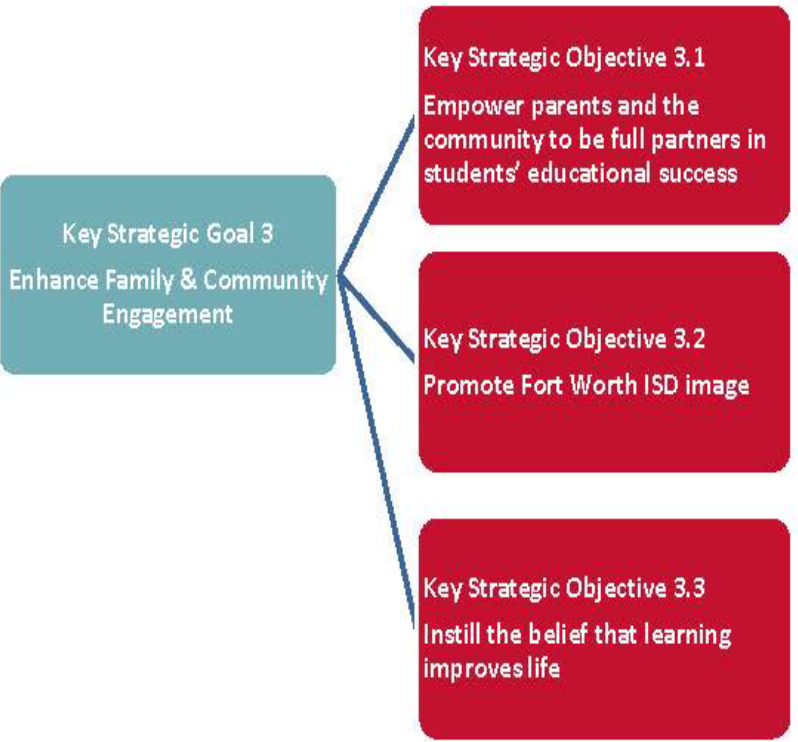 Key Strategic Goal 3
Enhance Family & Community
Engagement
Key Strategic Objective 3.1
Empower parents and the
community to be full partners in
students’ educational success
Key Strategic Objective 3.2
Promote Fort Worth ISD image
Key Strategic Objective 3.3
Instill the belief that learning
improves life